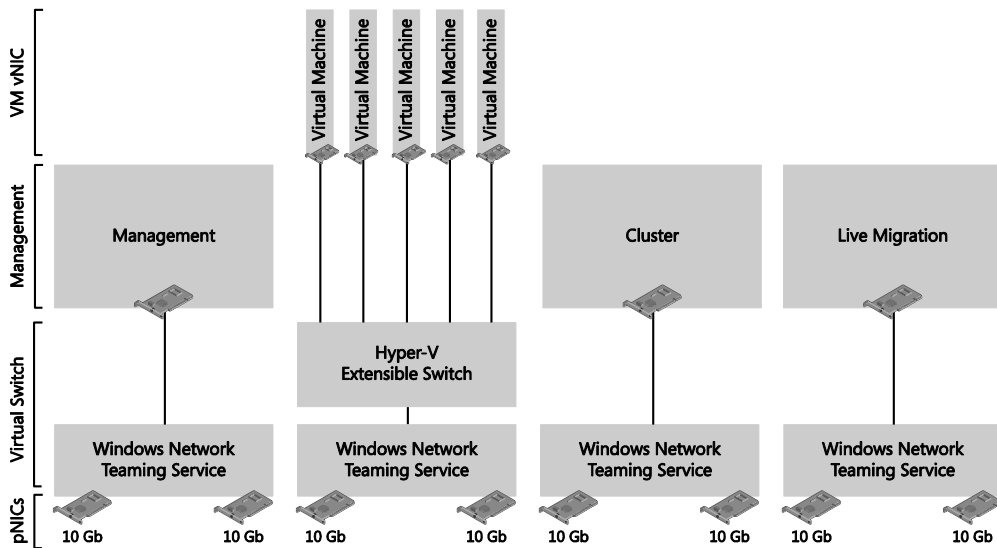 VM vNIC
Virtual Machine
Virtual Machine
Virtual Machine
Virtual Machine
Virtual Machine
Management
Management
Cluster
Live Migration
Virtual Switch
Hyper-V
Extensible Switch
Windows Network
Teaming Service
Windows Network
Teaming Service
Windows Network
Teaming Service
Windows Network
Teaming Service
pNICs
10 Gb
10 Gb
10 Gb
10 Gb
10 Gb
10 Gb
10 Gb
10 Gb